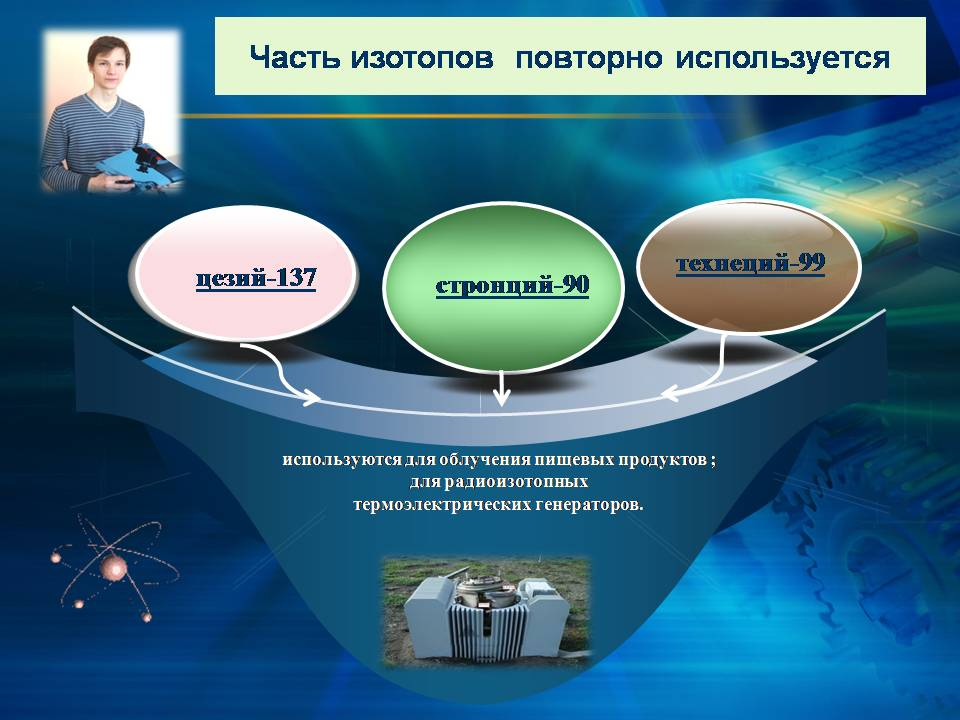 Часть изотопов повторно используется
цезий-137
стронций-90
технеций-99
используются для облучения пищевых продуктов ;
для радиоизотопных
термоэлектрических генераторов.